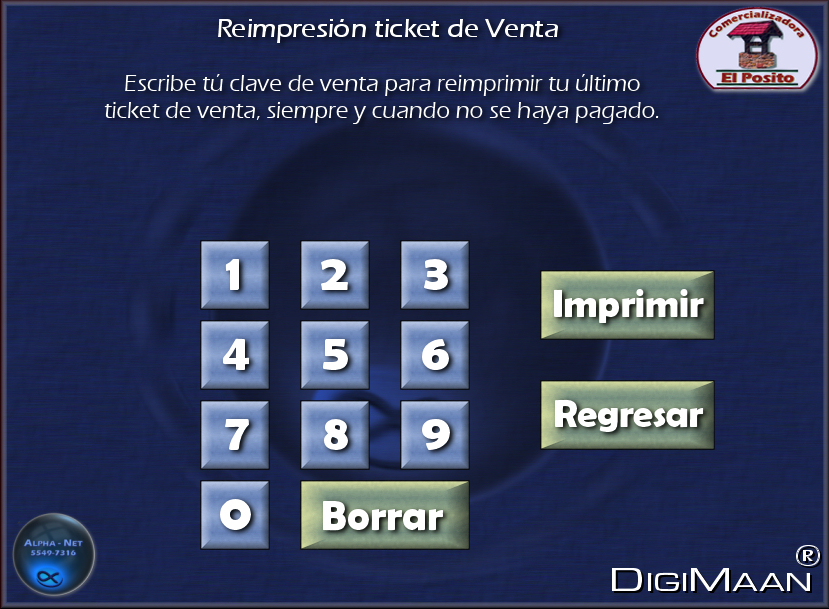 Reimpresión ticket de Venta
Comercializadora
El Posito
Escribe tú clave de venta para reimprimir tu último
ticket de venta, siempre y cuando no se haya pagado.
1 2 3
Imprimir
4 5 6
Regresar
7 8 9
0 Borrar
Alpha - Net
5549-7316
DigiMaan ®